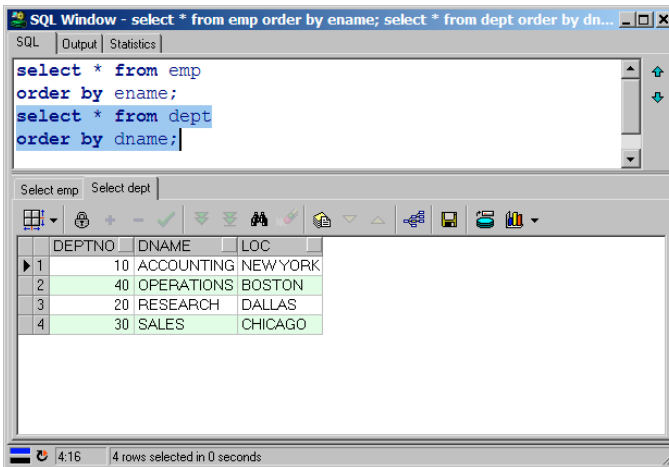 SQL Window - select * from emp order by ename; select * from dept order by dn...
SQL Output Statistics
select * from emp
order by ename;
select * from dept
order by dname;
Select emp Select dept
DEPTNO DNAME LOC
1 10 ACCOUNTING NEW YORK
2 40 OPERATIONS BOSTON
3 20 RESEARCH DALLAS
4 30 SALES CHICAGO
4:16 4 rows selected in 0 seconds